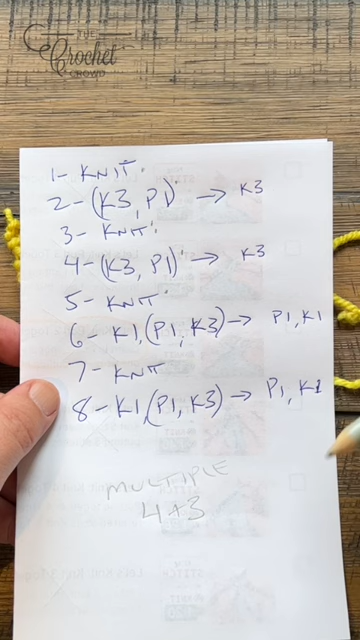 THE
Crochet
CROWD
1- KNIT.
2- (K3, P1) → K3
3- KNIT.
4- (K3, P1) → K3
5- KNIT.
6- K1, (P1, K3) → P1, K1
7- KNIT
8- K1, (P1, K3) → P1, K1
MULTIPLE
4+3